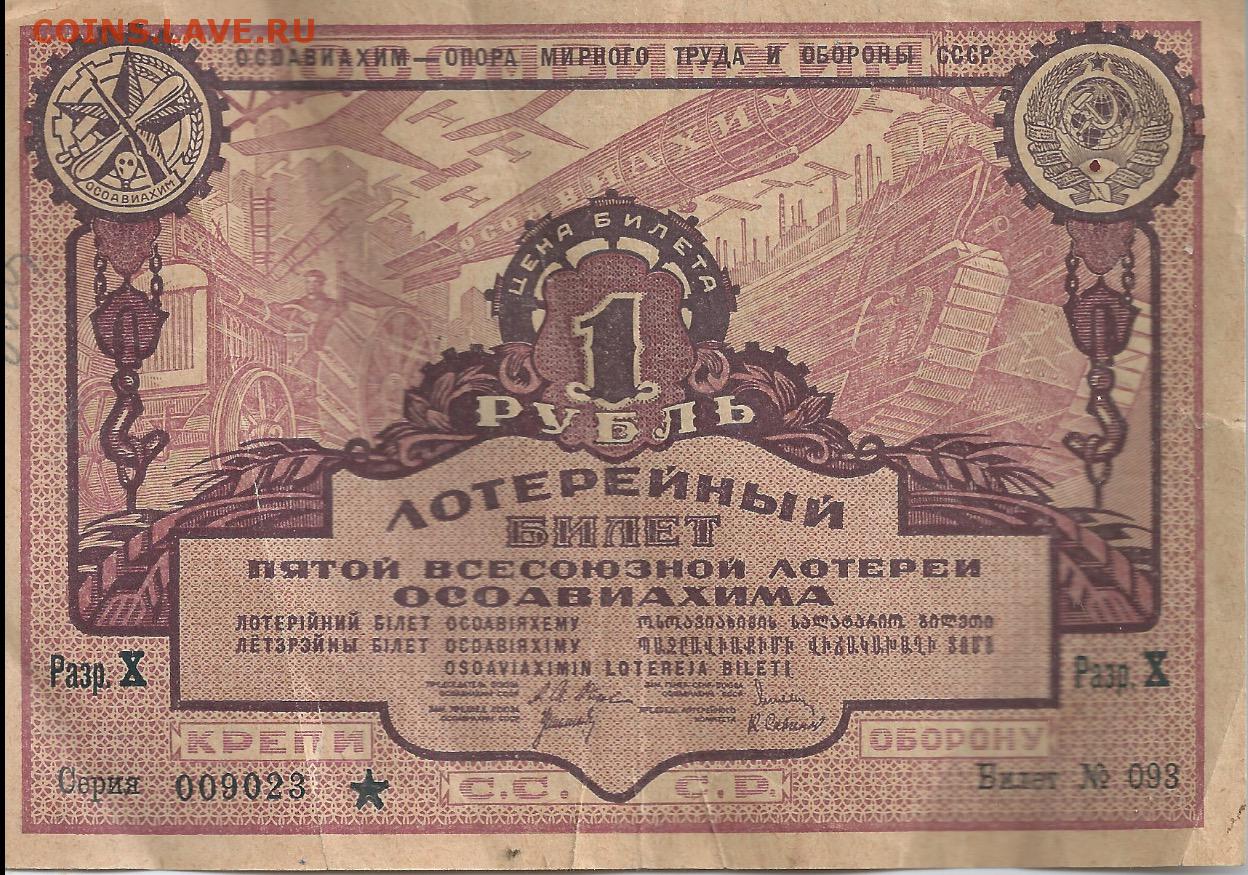 COINS.LAVE.RU
ОСОАВИАХИМ — ОПОРА МИРНОГО ТРУДА И ОБОРОНЫ СССР
ОСОАВИАХИМ
ОСОАВИАХИМ
ЦЕНА БИЛЕТА
1
РУБЛЬ
ЛОТЕРЕЙНЫЙ
БИЛЕТ
ПЯТОЙ ВСЕСОЮЗНОЙ ЛОТЕРЕИ
ОСОАВИАХИМА
ЛОТЕРІЙНИЙ БІЛЕТ ОСОАВІЯХЕМУ
ЛЁТЭРЭЙНЫ БІЛЕТ ОСОАВІЯХІМУ
OSOAVIAXIMIN LOTEREJA BILETI
Разр. X
Разр. X
КРЕПИ ОБОРОНУ
С.С. С.Р.
Серия 009023 ★
Билет № 093